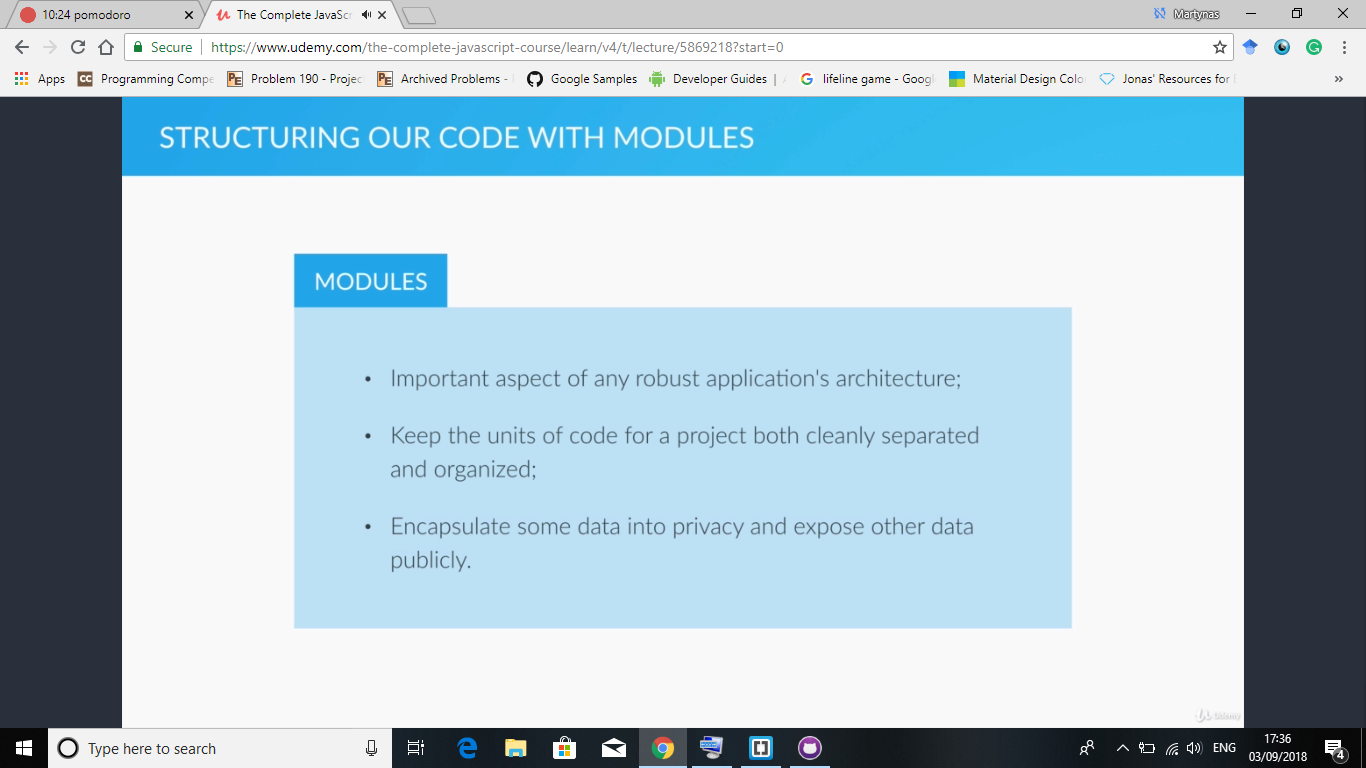 10:24 pomodoro
The Complete JavaSc
Martynas
Secure
https://www.udemy.com/the-complete-javascript-course/learn/v4/t/lecture/5869218?start=0
Apps
CC
Programming Compe
PE
Problem 190 - Projec
PE
Archived Problems -
Google Samples
Developer Guides |
G
lifeline game - Googl
Material Design Colo
Jonas' Resources for
»
STRUCTURING OUR CODE WITH MODULES
MODULES
• Important aspect of any robust application's architecture;
• Keep the units of code for a project both cleanly separated
and organized;
• Encapsulate some data into privacy and expose other data
publicly.
Udemy
Type here to search
ENG
17:36
03/09/2018
4